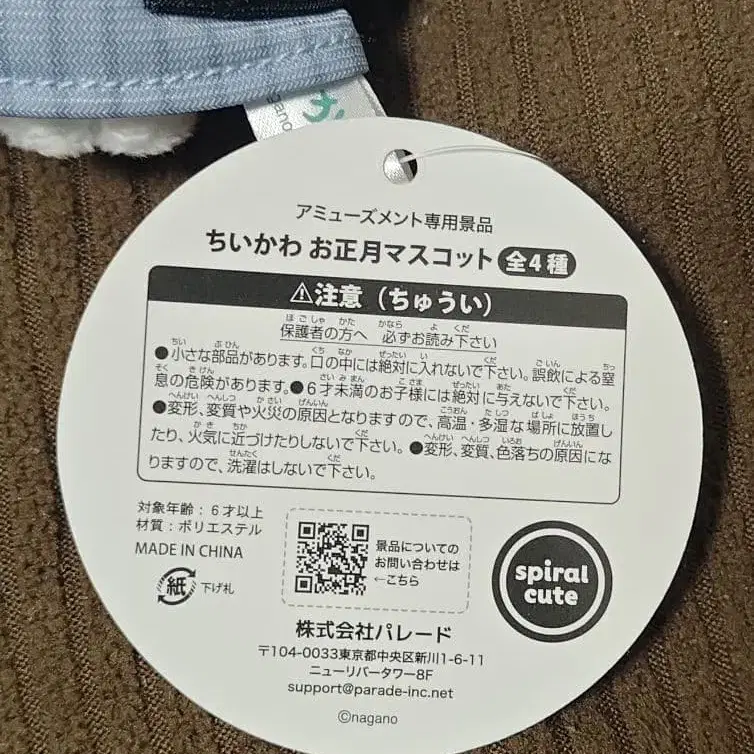 nagano
アミューズメント専用景品
ちいかわ お正月マスコット 全4種
⚠注意（ちゅうい）
保護者の方へ 必ずお読み下さい
●小さな部品があります。口の中には絶対に入れないで下さい。誤飲による窒
息の危険があります。●6才未満のお子様には絶対に与えないで下さい。
●変形、変質や火災の原因となりますので、高温・多湿な場所に放置し
たり、火気に近づけたりしないで下さい。●変形、変質、色落ちの原因にな
りますので、洗濯はしないで下さい。
対象年齢：6才以上
材質：ポリエステル
MADE IN CHINA
紙 下げ札
景品についての
お問い合わせは
←こちら
spiral
cute
株式会社パレード
〒104-0033東京都中央区新川1-6-11
ニューリバータワー8F
support@parade-inc.net
©nagano